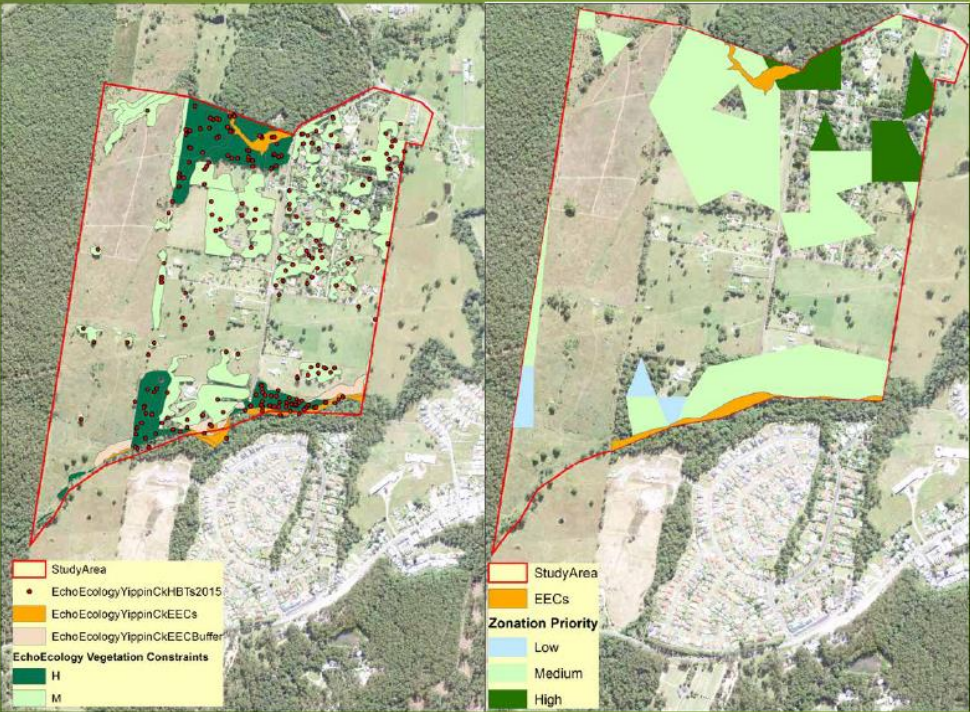 StudyArea
EchoEcologyYippinCkHBTs2015
EchoEcologyYippinCkEECs
EchoEcologyYippinCkEECBuffer
EchoEcology Vegetation Constraints
H
M
StudyArea
EECs
Zonation Priority
Low
Medium
High